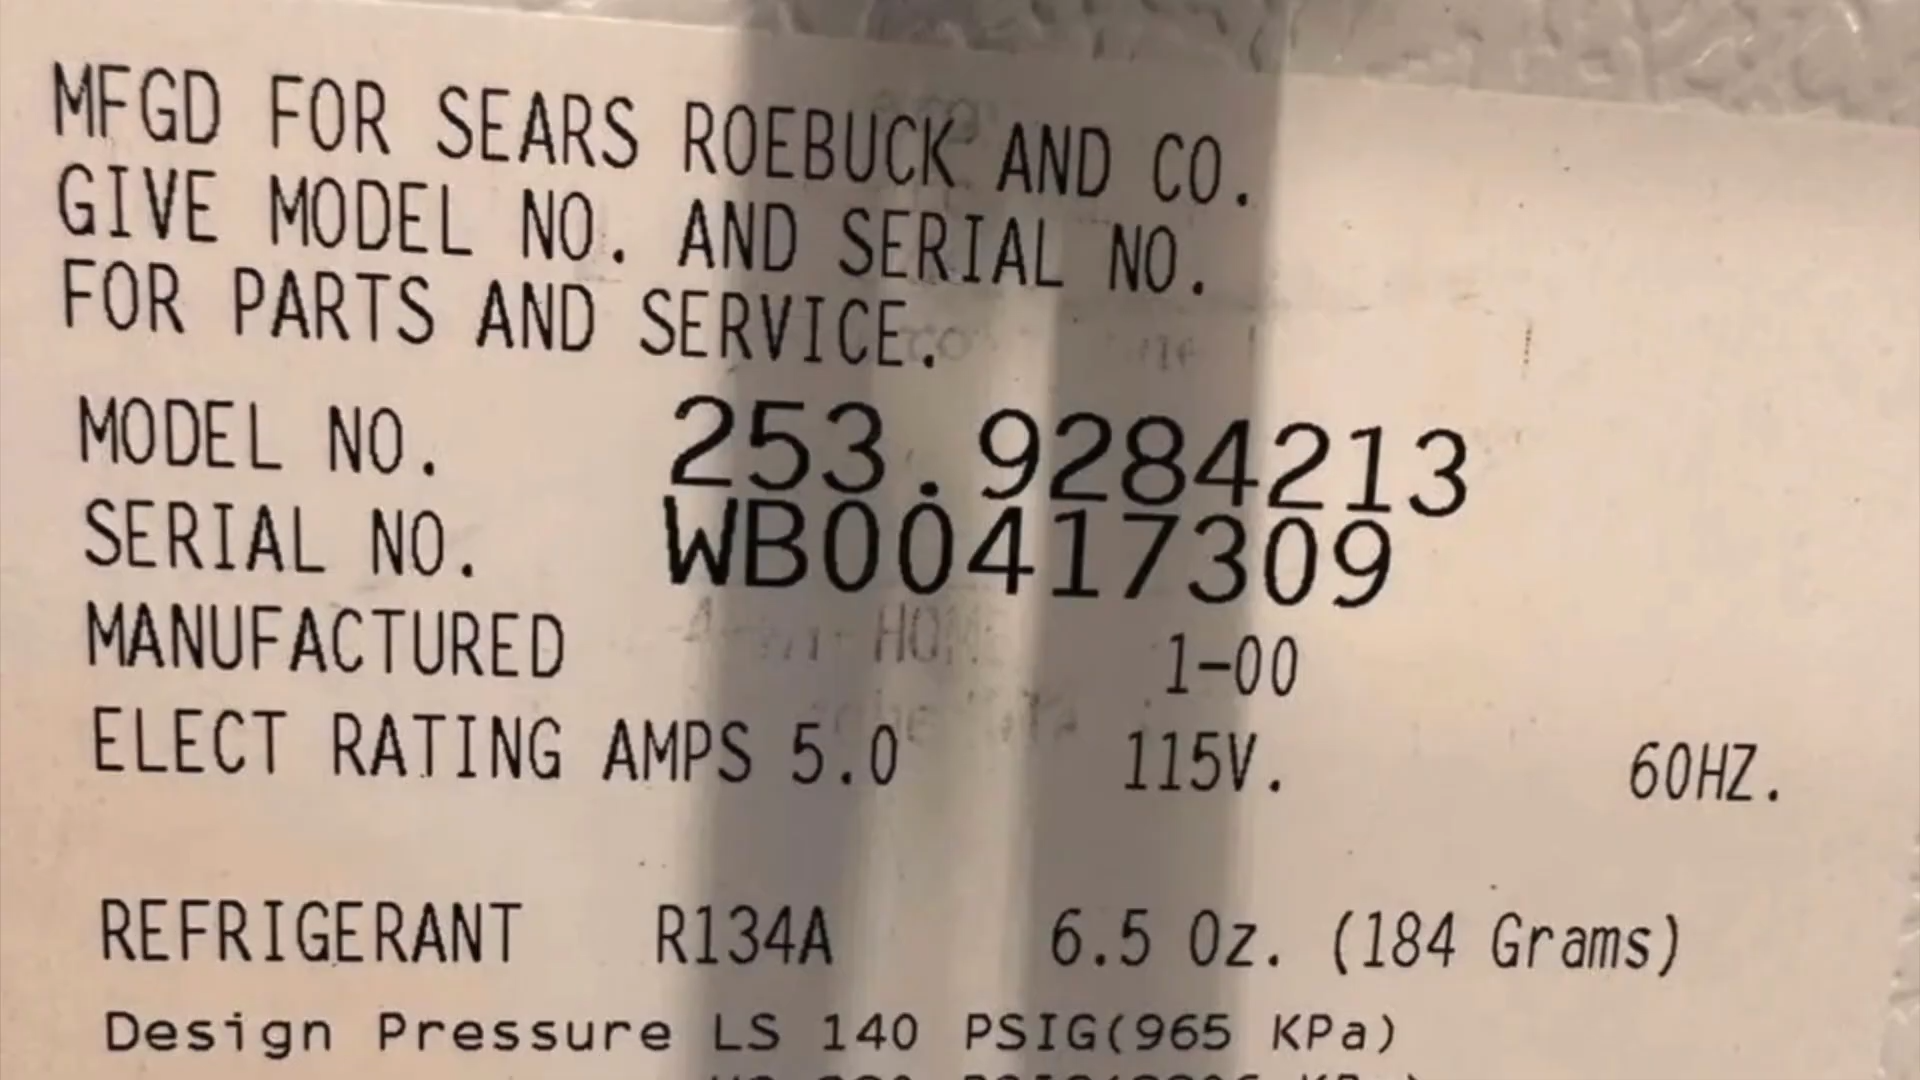 MFGD FOR SEARS ROEBUCK AND CO.
GIVE MODEL NO. AND SERIAL NO.
FOR PARTS AND SERVICE.
MODEL NO. 253.9284213
SERIAL NO. WB00417309
MANUFACTURED 1-00
ELECT RATING AMPS 5.0 115V. 60HZ.
REFRIGERANT R134A 6.5 Oz. (184 Grams)
Design Pressure LS 140 PSIG(965 KPa)